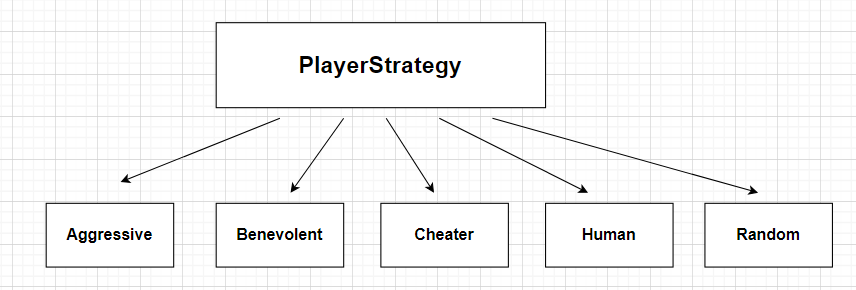 PlayerStrategy
Aggressive
Benevolent
Cheater
Human
Random